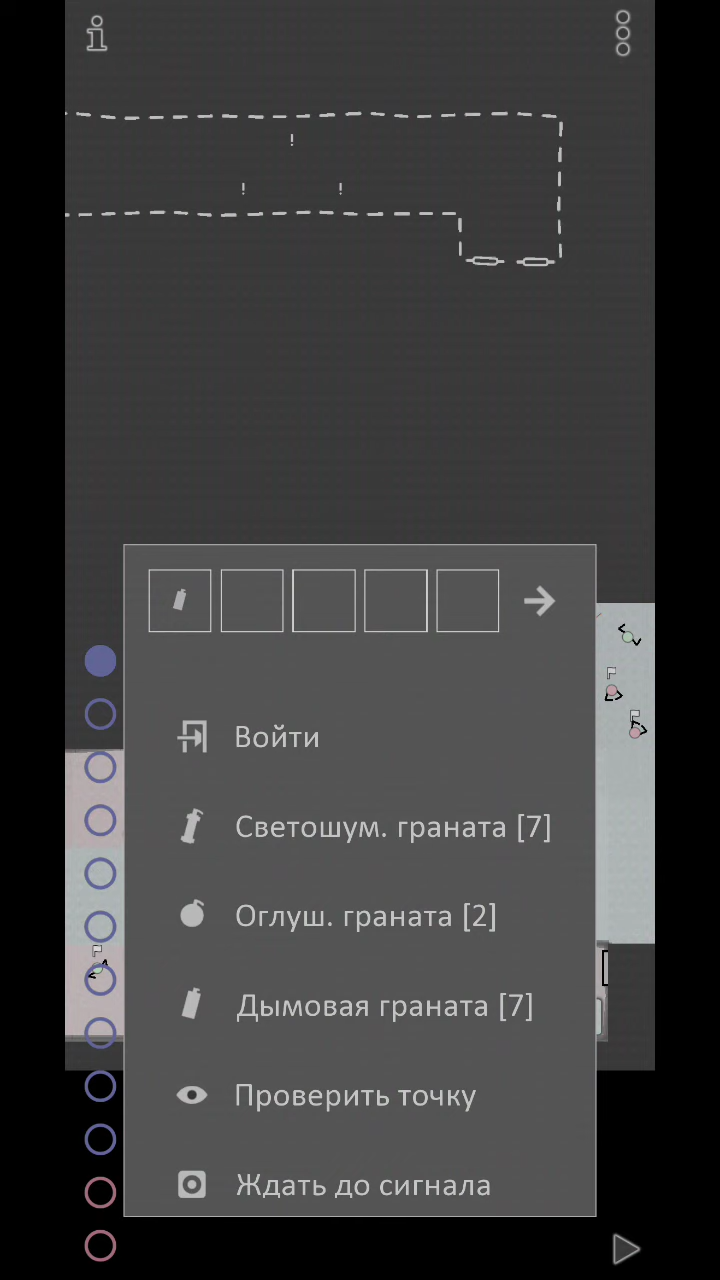 !
! !
Войти
Светошум. граната [7]
Оглуш. граната [2]
Дымовая граната [7]
Проверить точку
Ждать до сигнала